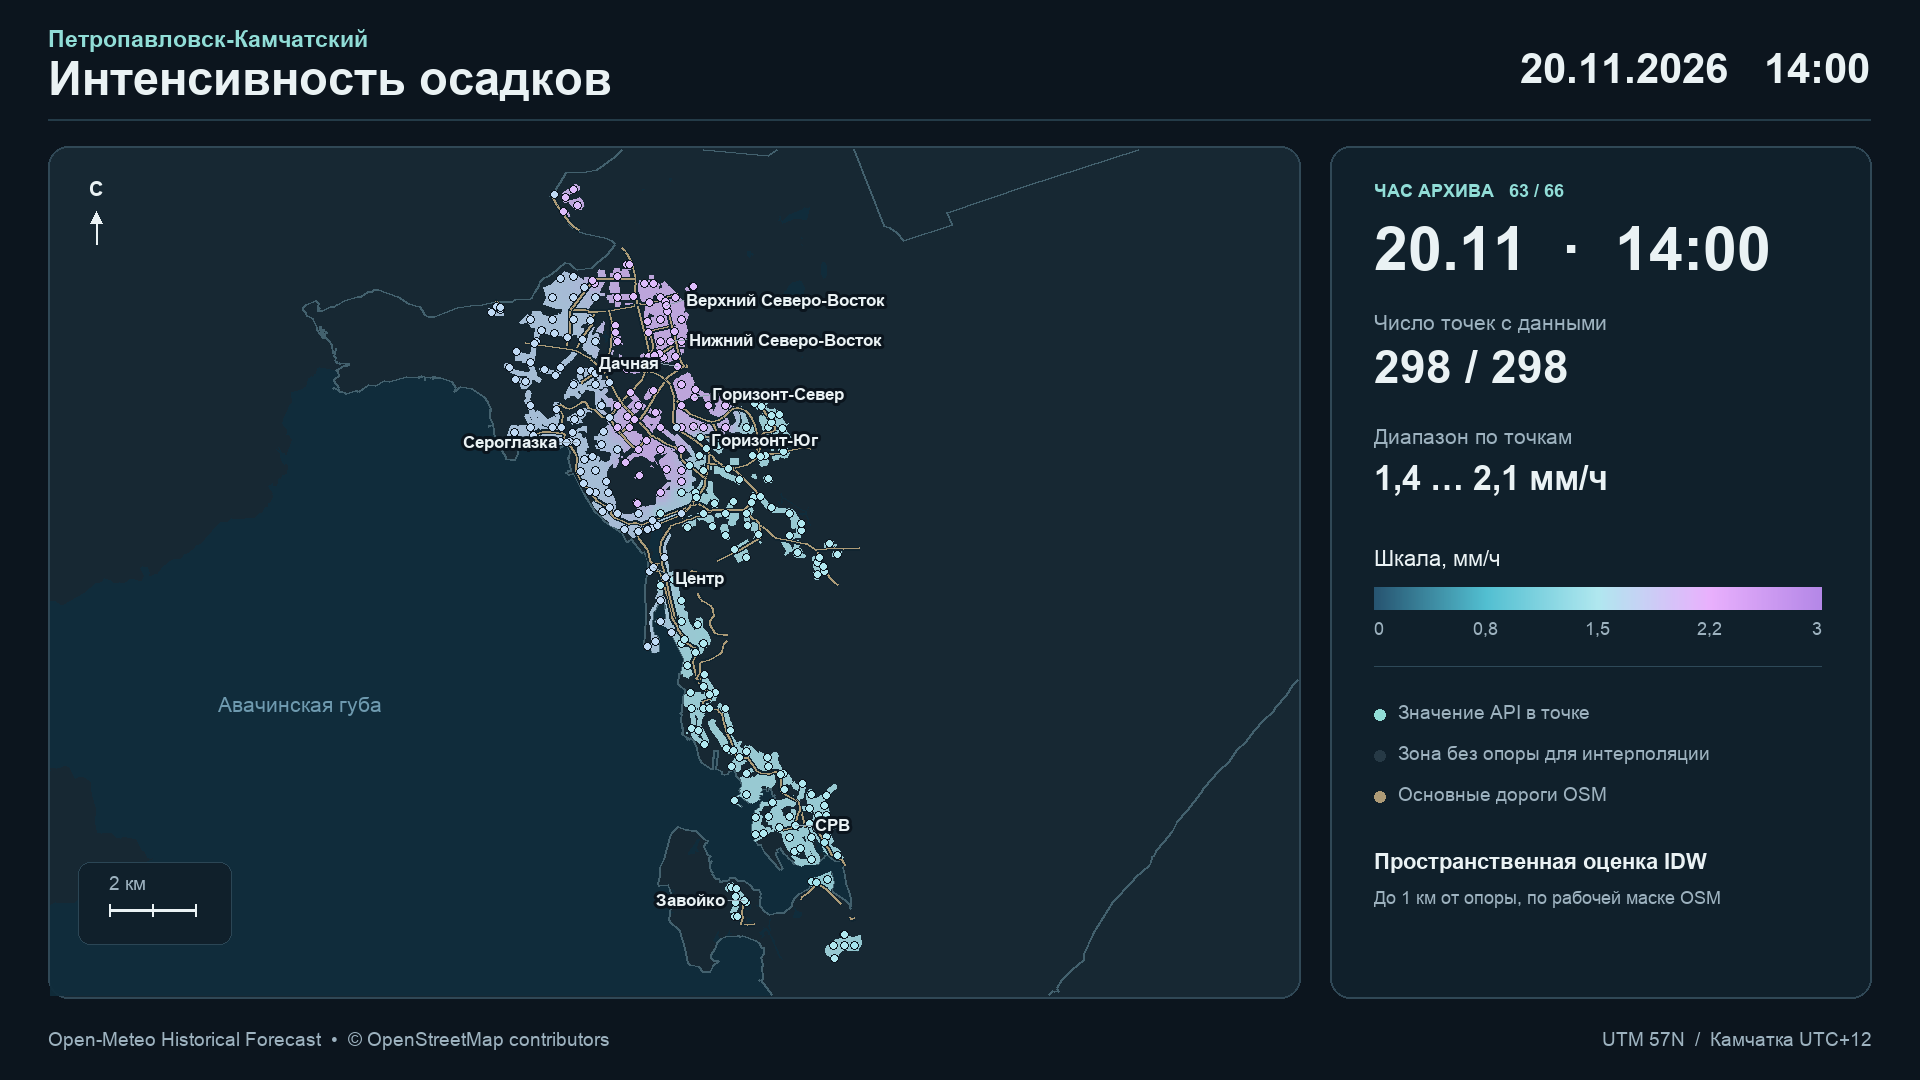 Петропавловск-Камчатский
Интенсивность осадков
20.11.2026 14:00
С
Верхний Северо-Восток
Нижний Северо-Восток
Дачная
Горизонт-Север
Горизонт-Юг
Сероглазка
Центр
Авачинская губа
СРВ
Завойко
2 км
ЧАС АРХИВА 63 / 66
20.11 · 14:00
Число точек с данными
298 / 298
Диапазон по точкам
1,4 … 2,1 мм/ч
Шкала, мм/ч
0 0,8 1,5 2,2 3
Значение API в точке
Зона без опоры для интерполяции
Основные дороги OSM
Пространственная оценка IDW
До 1 км от опоры, по рабочей маске OSM
Open-Meteo Historical Forecast • © OpenStreetMap contributors
UTM 57N / Камчатка UTC+12